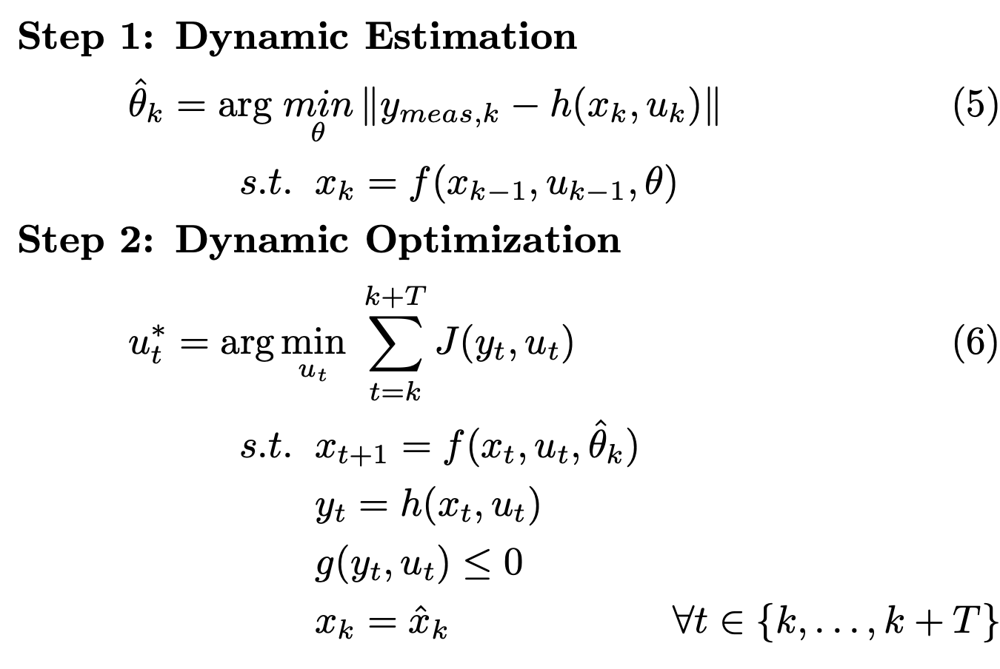 Step 1: Dynamic Estimation
θ̂ₖ = arg min_θ ‖y_{meas,k} − h(x_k, u_k)‖ (5)
s.t. x_k = f(x_{k−1}, u_{k−1}, θ)
Step 2: Dynamic Optimization
u_t^* = arg min_{u_t} ∑_{t=k}^{k+T} J(y_t, u_t) (6)
s.t. x_{t+1} = f(x_t, u_t, θ̂_k)
y_t = h(x_t, u_t)
g(y_t, u_t) ≤ 0
x_k = x̂_k ∀t ∈ {k, . . . , k + T}